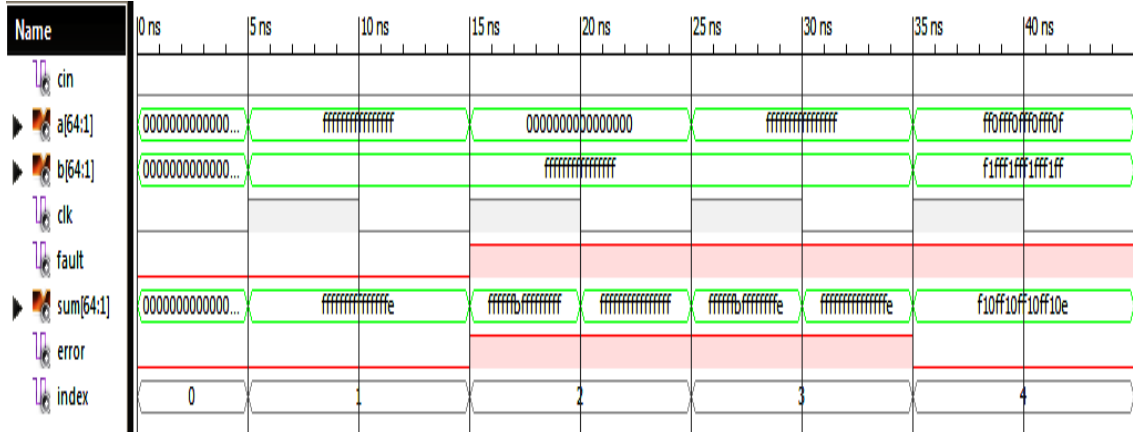 Name 0 ns 5 ns 10 ns 15 ns 20 ns 25 ns 30 ns 35 ns 40 ns
cin
a[64:1] 0000000000000... ffffffffffffffff 0000000000000000 ffffffffffffffff ff0fff0fff0fff0f
b[64:1] 0000000000000... ffffffffffffffff f1fff1fff1fff1ff
clk
fault
sum[64:1] 0000000000000... fffffffffffffffe ffffffbfffffffff ffffffffffffffff ffffffbffffffffe fffffffffffffffe f10ff10ff10ff10e
error
index 0 1 2 3 4